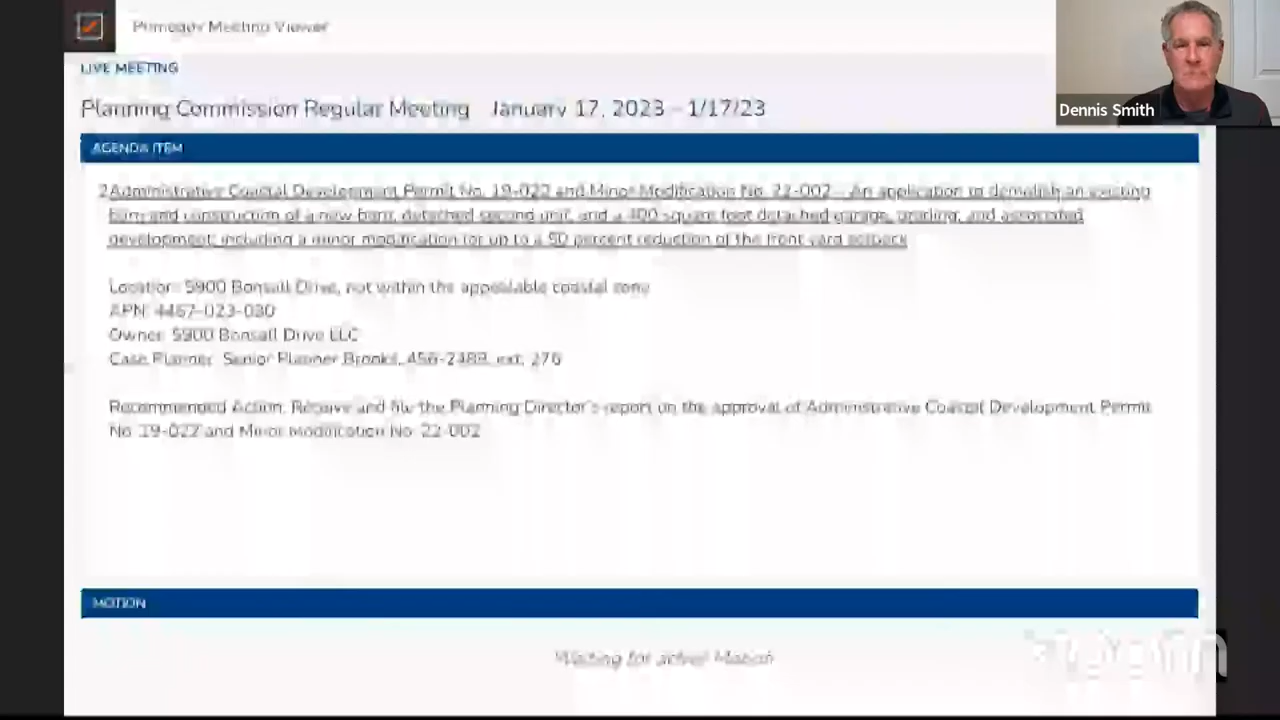 Primegov Meeting Viewer
LIVE MEETING
Planning Commission Regular Meeting January 17, 2023 - 1/17/23
Dennis Smith
AGENDA ITEM
2. Administrative Coastal Development Permit No. 19-022 and Minor Modification No. 22-002 - An application to demolish an existing
barn and construction of a new barn, detached second unit, and a 400 square foot detached garage, grading, and associated
development, including a minor modification for up to a 50 percent reduction of the front yard setback
Location: 5900 Bonsall Drive, not within the appealable coastal zone
APN: 4467-023-030
Owner: 5900 Bonsall Drive LLC
Case Planner: Senior Planner Brooks, 456-2489, ext. 276
Recommended Action: Receive and file the Planning Director's report on the approval of Administrative Coastal Development Permit
No. 19-022 and Minor Modification No. 22-002
MOTION
Waiting for active Motion
zoom